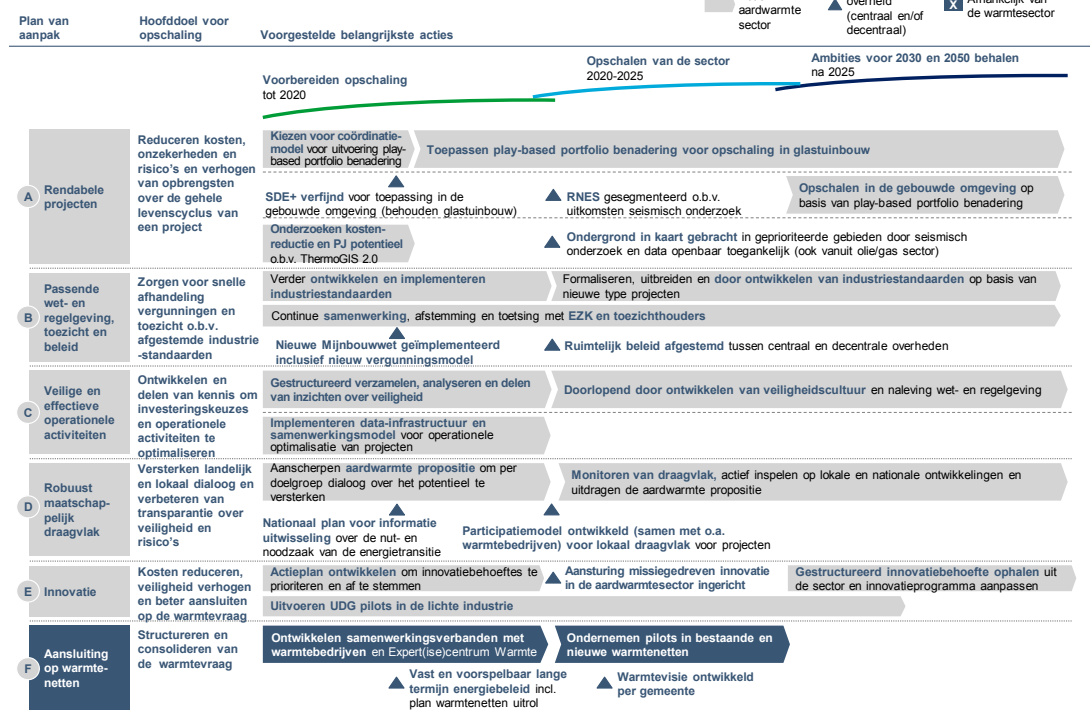 aardwarmte
sector
overheid
(centraal en/of
decentraal)
X
Afhankelijk van
de warmtesector
Plan van
aanpak
Hoofddoel voor
opschaling
Voorgestelde belangrijkste acties
Voorbereiden opschaling
tot 2020
Opschalen van de sector
2020-2025
Ambities voor 2030 en 2050 behalen
na 2025
A
Rendabele
projecten
Reduceren kosten,
onzekerheden en
risico's en verhogen
van opbrengsten
over de gehele
levenscyclus van
een project
Kiezen voor coördinatie-
model voor uitvoering play-
based portfolio benadering
Toepassen play-based portfolio benadering voor opschaling in glastuinbouw
SDE+ verfijnd voor toepassing in de
gebouwde omgeving (behouden glastuinbouw)
RNES gesegmenteerd o.b.v.
uitkomsten seismisch onderzoek
Opschalen in de gebouwde omgeving op
basis van play-based portfolio benadering
Onderzoeken kosten-
reductie en PJ potentieel
o.b.v. ThermoGIS 2.0
Ondergrond in kaart gebracht in geprioriteerde gebieden door seismisch
onderzoek en data openbaar toegankelijk (ook vanuit olie/gas sector)
B
Passende
wet- en
regelgeving,
toezicht en
beleid
Zorgen voor snelle
afhandeling
vergunningen en
toezicht o.b.v.
afgestemde industrie
-standaarden
Verder ontwikkelen en implementeren
industriestandaarden
Formaliseren, uitbreiden en door ontwikkelen van industriestandaarden op basis van
nieuwe type projecten
Continue samenwerking, afstemming en toetsing met EZK en toezichthouders
Nieuwe Mijnbouwwet geïmplementeerd
inclusief nieuw vergunningsmodel
Ruimtelijk beleid afgestemd tussen centraal en decentrale overheden
C
Veilige en
effectieve
operationele
activiteiten
Ontwikkelen en
delen van kennis om
investeringskeuzes
en operationele
activiteiten te
optimaliseren
Gestructureerd verzamelen, analyseren en delen
van inzichten over veiligheid
Doorlopend door ontwikkelen van veiligheidscultuur en naleving wet- en regelgeving
Implementeren data-infrastructuur en
samenwerkingsmodel voor operationele
optimalisatie van projecten
D
Robuust
maatschap-
pelijk
draagvlak
Versterken landelijk
en lokaal dialoog en
verbeteren van
transparantie over
veiligheid en
risico's
Aanscherpen aardwarmte propositie om per
doelgroep dialoog over het potentieel te
versterken
Monitoren van draagvlak, actief inspelen op lokale en nationale ontwikkelingen en
uitdragen de aardwarmte propositie
Nationaal plan voor informatie
uitwisseling over de nut- en
noodzaak van de energietransitie
Participatiemodel ontwikkeld (samen met o.a.
warmtebedrijven) voor lokaal draagvlak voor projecten
E
Innovatie
Kosten reduceren,
veiligheid verhogen
en beter aansluiten
op de warmtevraag
Actieplan ontwikkelen om innovatiebehoeftes te
prioriteren en af te stemmen
Aansturing missiegedreven innovatie
in de aardwarmtesector ingericht
Gestructureerd innovatiebehoefte ophalen uit
de sector en innovatieprogramma aanpassen
Uitvoeren UDG pilots in de lichte industrie
F
Aansluiting
op warmte-
netten
Structureren en
consolideren van
de warmtevraag
Ontwikkelen samenwerkingsverbanden met
warmtebedrijven en Expert(ise)centrum Warmte
Ondernemen pilots in bestaande en
nieuwe warmtenetten
Vast en voorspelbaar lange
termijn energiebeleid incl.
plan warmtenetten uitrol
Warmtevisie ontwikkeld
per gemeente